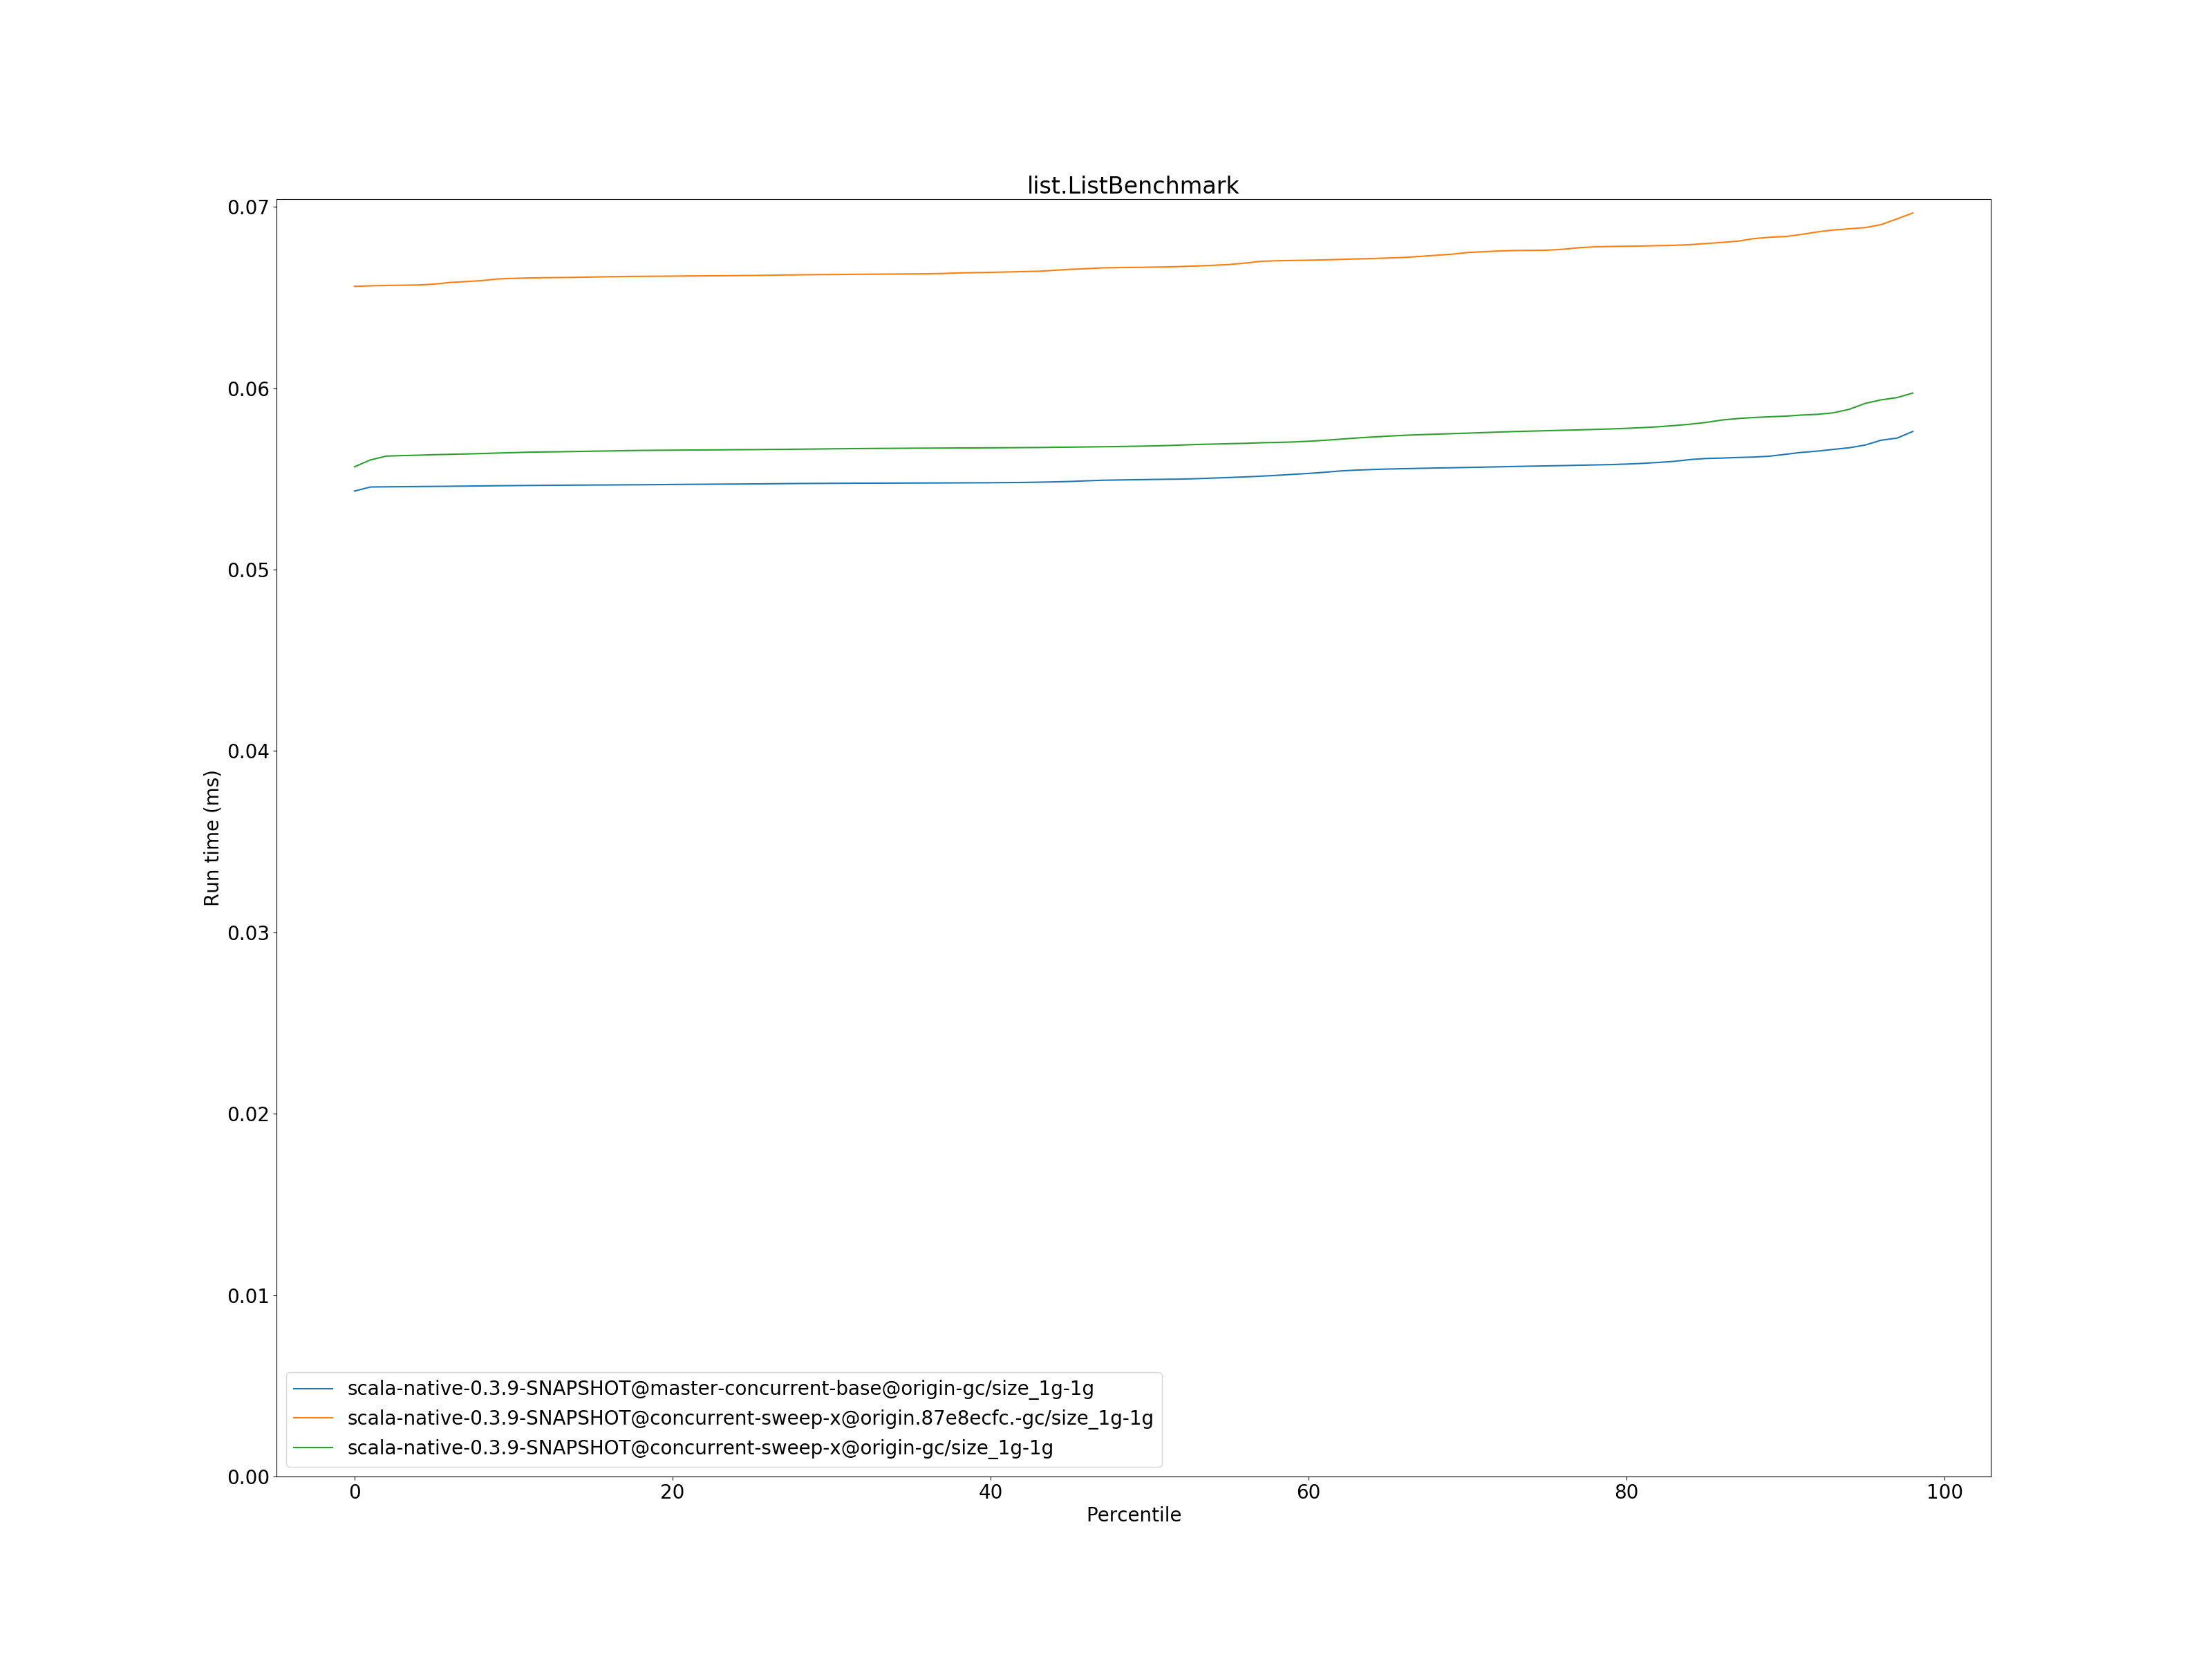 list.ListBenchmark
0.07
0.06
0.05
0.04
0.03
0.02
0.01
0.00
Run time (ms)
scala-native-0.3.9-SNAPSHOT@master-concurrent-base@origin-gc/size_1g-1g
scala-native-0.3.9-SNAPSHOT@concurrent-sweep-x@origin.87e8ecfc.-gc/size_1g-1g
scala-native-0.3.9-SNAPSHOT@concurrent-sweep-x@origin-gc/size_1g-1g
0 20 40 60 80 100
Percentile